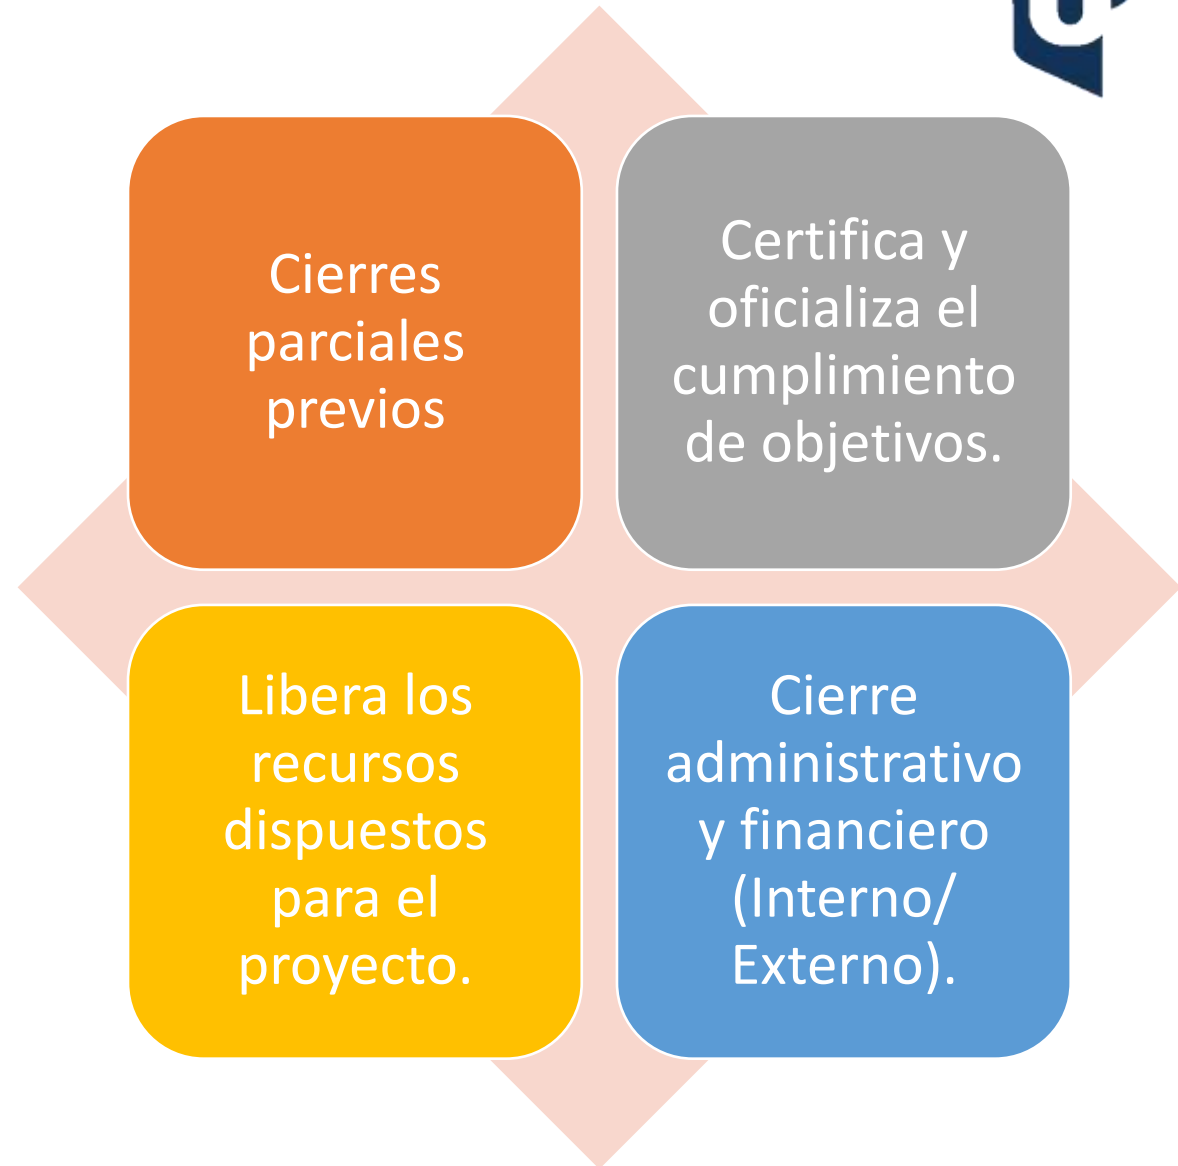 Cierres
parciales
previos
Certifica y
oficializa el
cumplimiento
de objetivos.
Libera los
recursos
dispuestos
para el
proyecto.
Cierre
administrativo
y financiero
(Interno/
Externo).